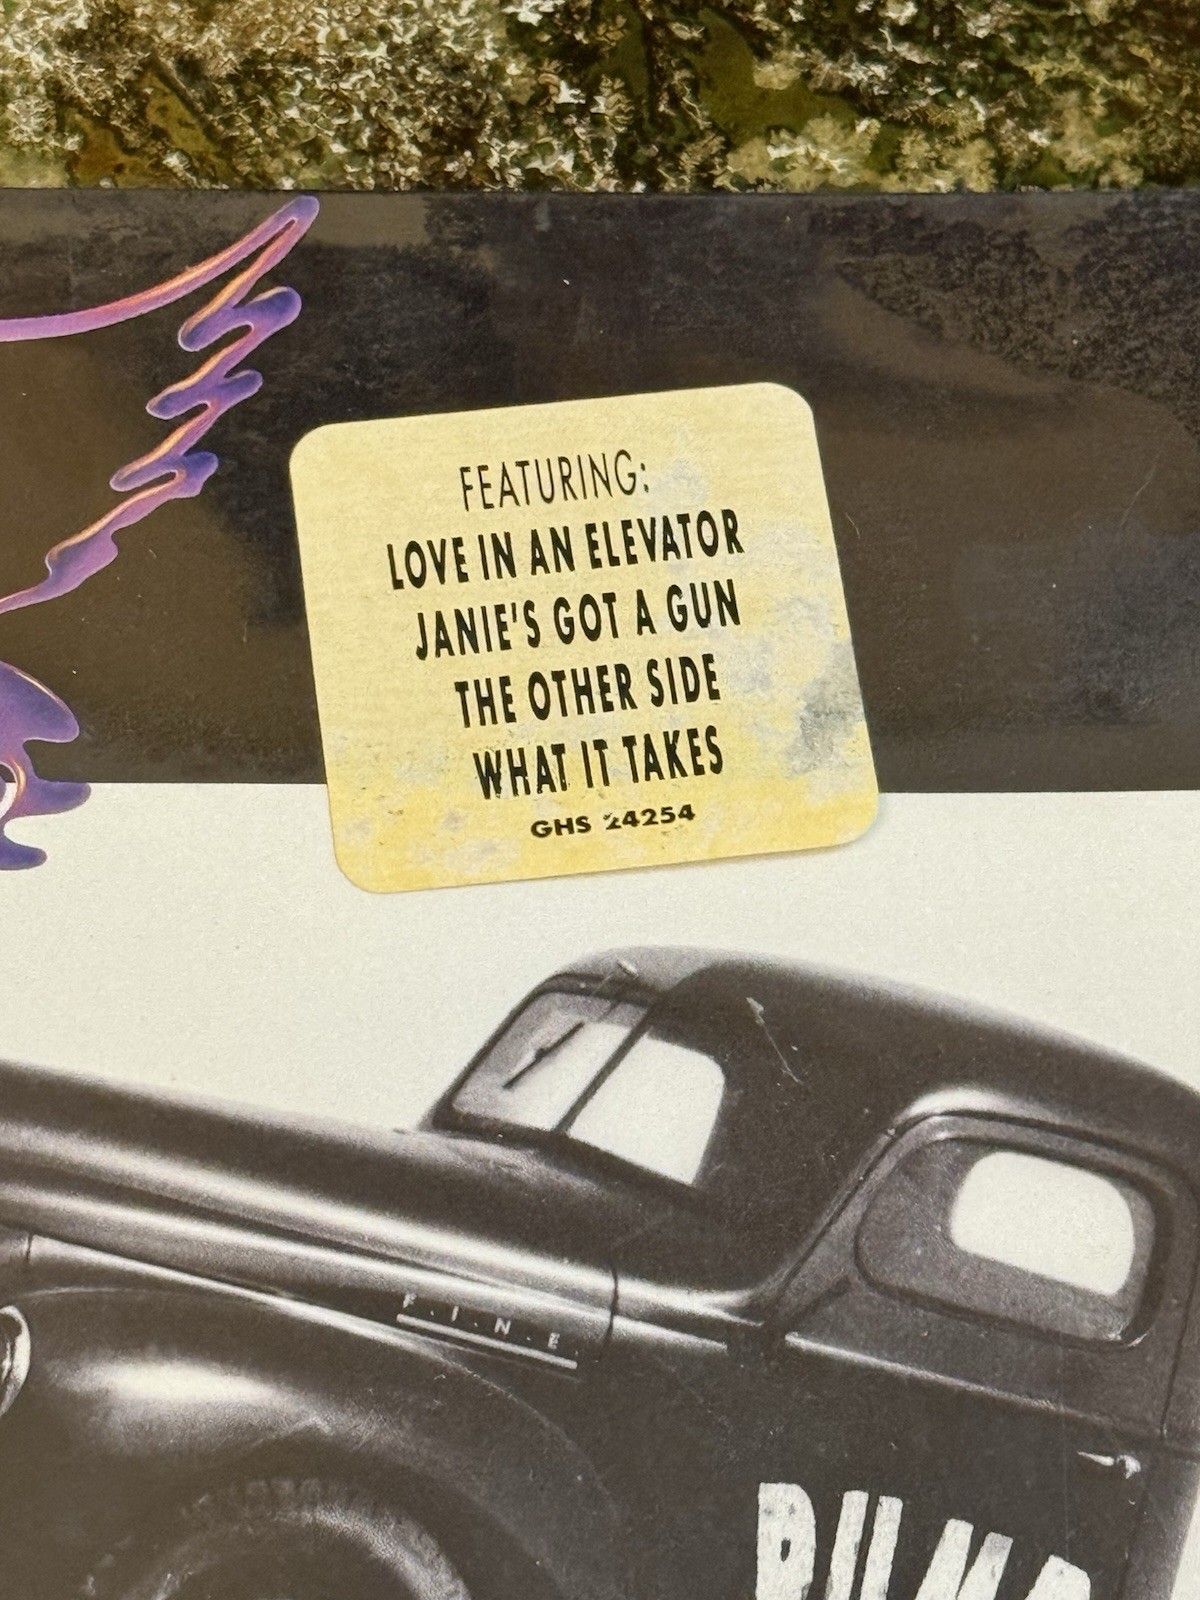 FEATURING:
LOVE IN AN ELEVATOR
JANIE'S GOT A GUN
THE OTHER SIDE
WHAT IT TAKES
GHS 24254
F.I.N.E